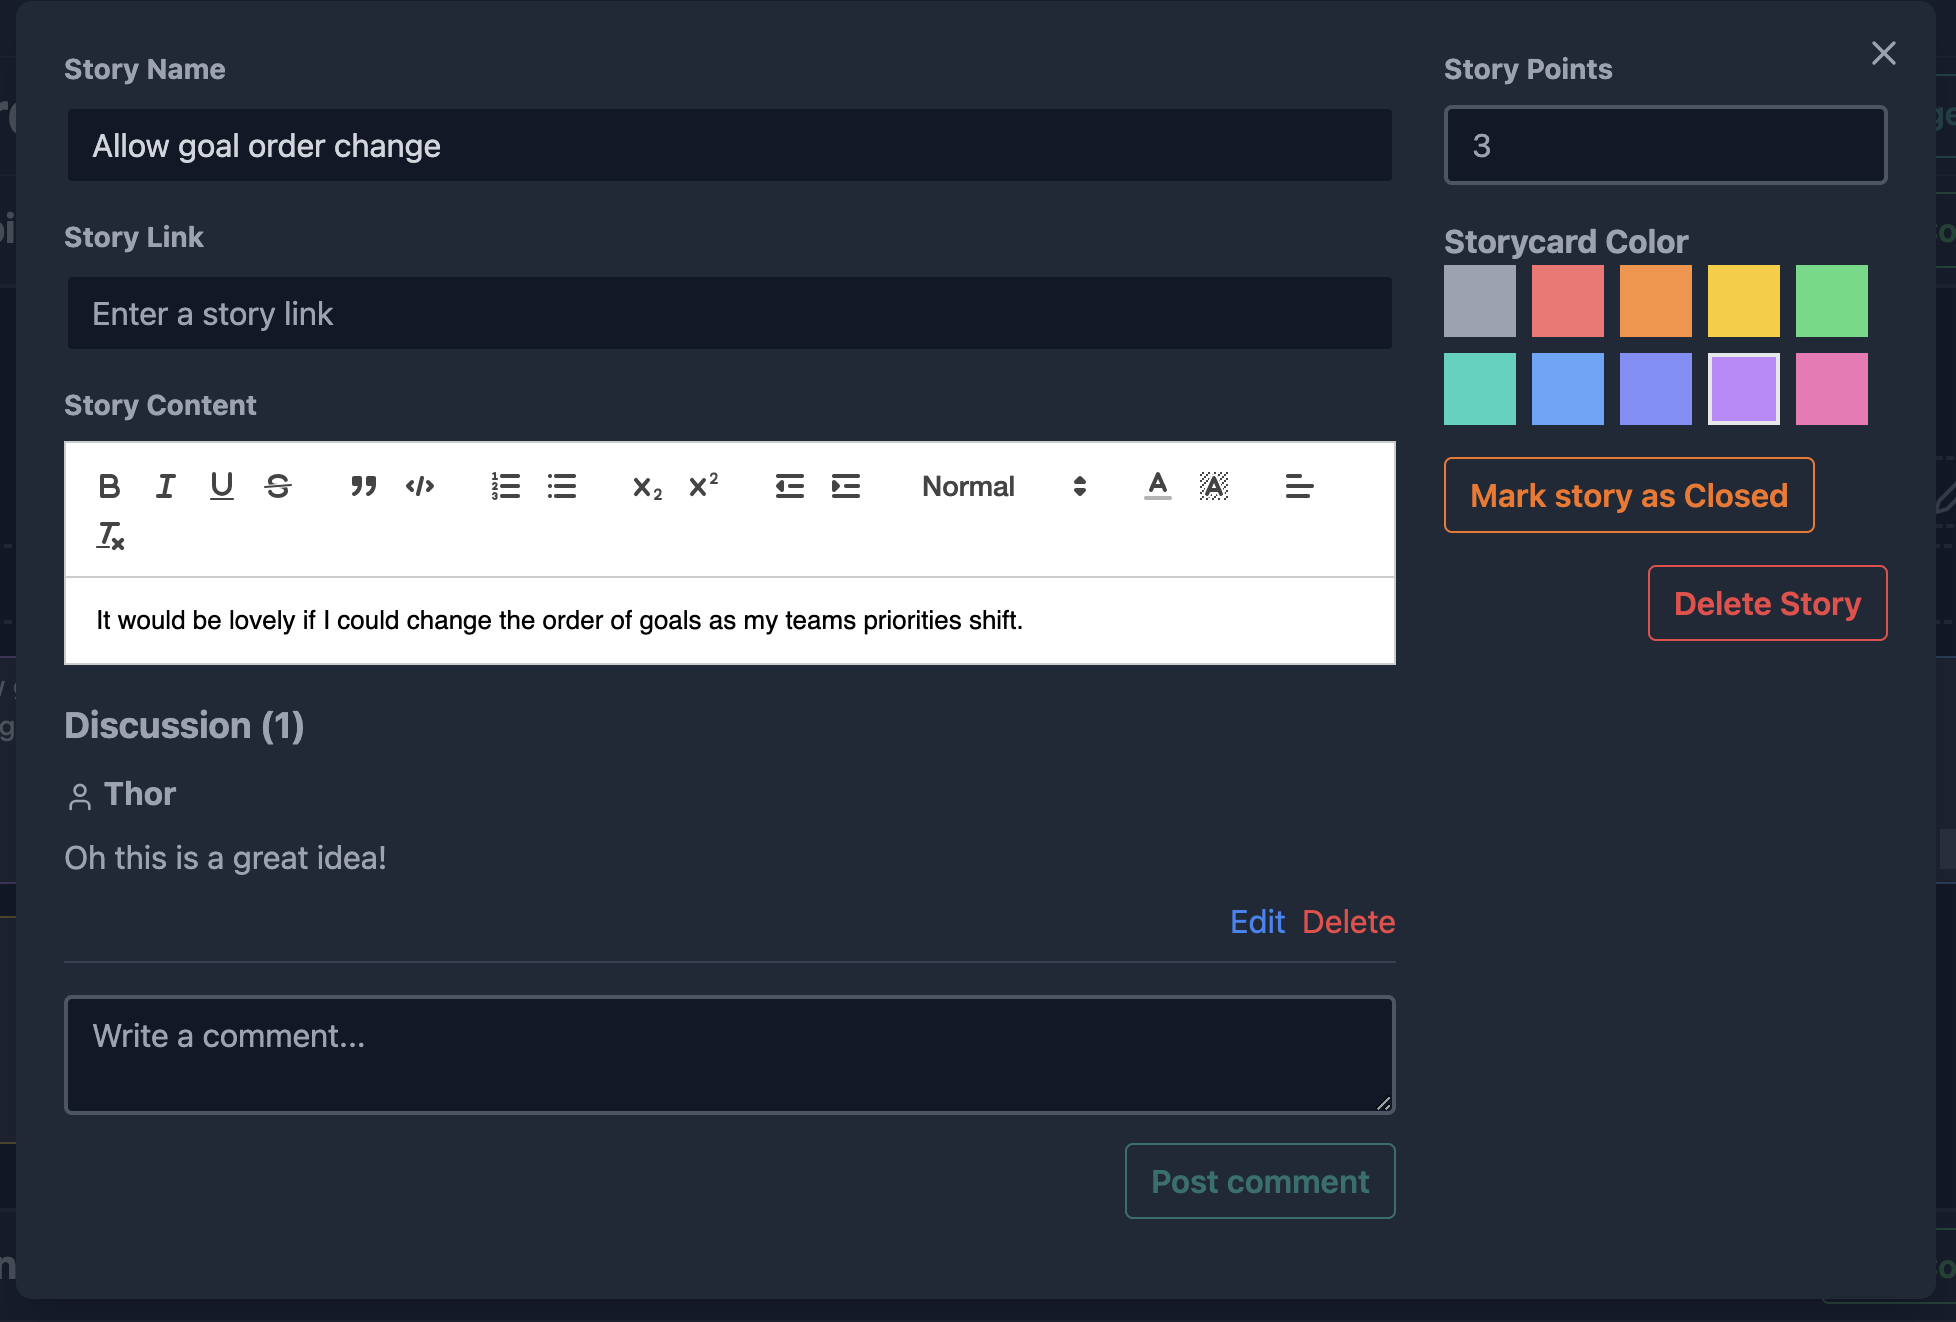 Story Name
Allow goal order change
Story Link
Enter a story link
Story Content
Normal
It would be lovely if I could change the order of goals as my teams priorities shift.
Discussion (1)
Thor
Oh this is a great idea!
Edit Delete
Write a comment...
Post comment
Story Points
3
Storycard Color
Mark story as Closed
Delete Story